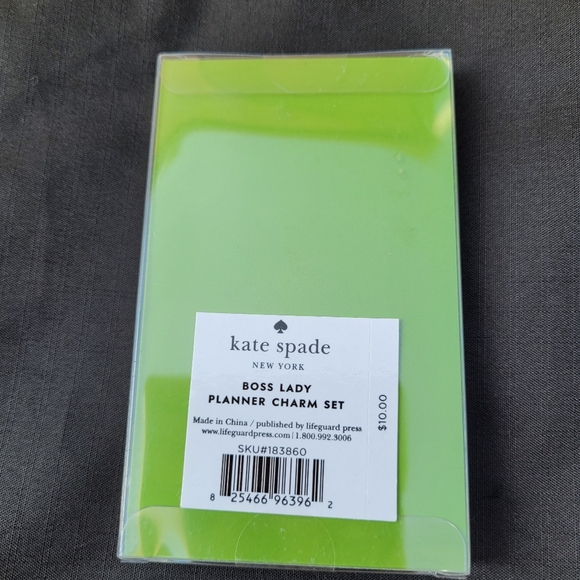 kate spade
NEW YORK
BOSS LADY
PLANNER CHARM SET
Made in China / published by lifeguard press
www.lifeguardpress.com | 1.800.992.3006
SKU#183860
8 25466 96396 2
$10.00